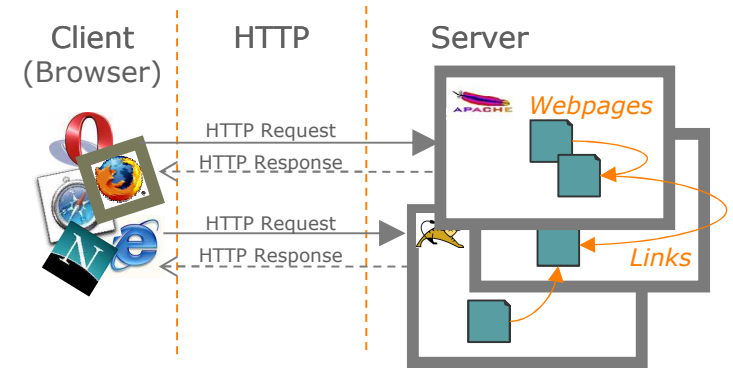 Client
(Browser)
HTTP
Server
APACHE
Webpages
HTTP Request
HTTP Response
HTTP Request
HTTP Response
Links
N